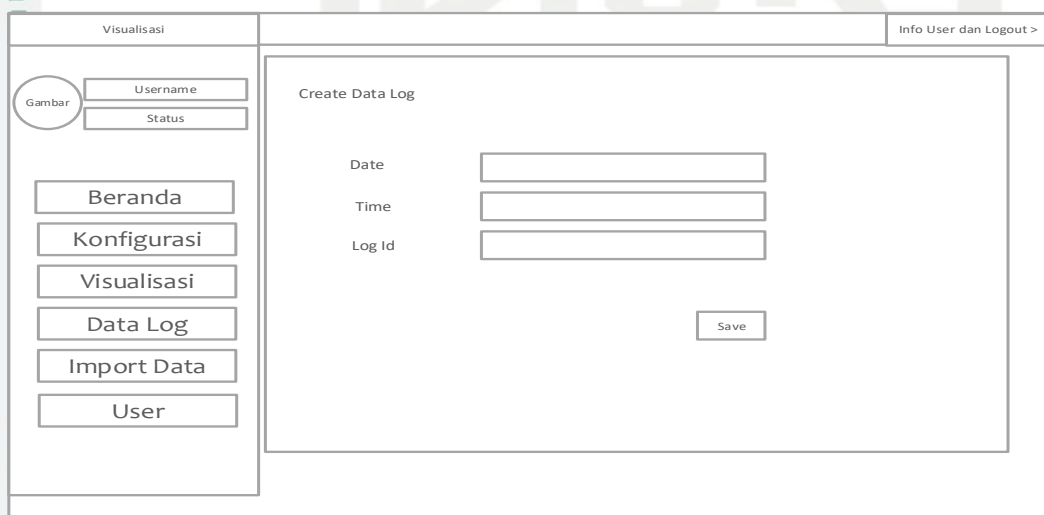 Visualisasi
Info User dan Logout >
Gambar
Username
Status
Beranda
Konfigurasi
Visualisasi
Data Log
Import Data
User
Create Data Log
Date
Time
Log Id
Save